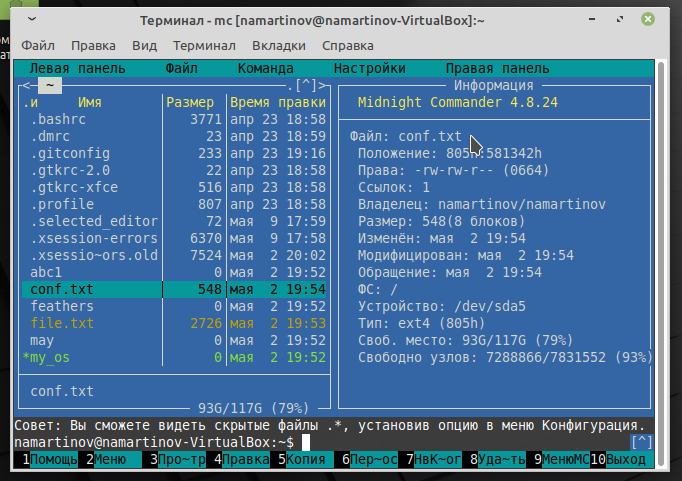 Терминал - mc [namartinov@namartinov-VirtualBox]:~
Файл Правка Вид Терминал Вкладки Справка
Левая панель Файл Команда Настройки Правая панель
<─ ~ .[^]>
Информация
.и Имя Размер Время правки
Midnight Commander 4.8.24
.bashrc 3771 апр 23 18:58
.dmrc 23 апр 23 18:59
Файл: conf.txt
.gitconfig 233 апр 23 19:16
Положение: 805h:581342h
.gtkrc-2.0 22 апр 23 18:58
Права: -rw-rw-r-- (0664)
.gtkrc-xfce 516 апр 23 18:58
Ссылок: 1
.profile 807 апр 23 18:58
Владелец: namartinov/namartinov
.selected_editor 72 мая 9 17:59
Размер: 548(8 блоков)
.xsession-errors 6370 мая 9 17:58
Изменён: мая 2 19:54
.xsessio~ors.old 7524 мая 2 20:02
Модифицирован: мая 2 19:54
abc1 0 мая 2 19:52
Обращение: мая 2 19:54
conf.txt 548 мая 2 19:54
ФС: /
feathers 0 мая 2 19:52
Устройство: /dev/sda5
file.txt 2726 мая 2 19:53
Тип: ext4 (805h)
may 0 мая 2 19:52
Своб. место: 93G/117G (79%)
*my_os 0 мая 2 19:52
Свободно узлов: 7288866/7831552 (93%)
conf.txt
93G/117G (79%)
Совет: Вы сможете видеть скрытые файлы .*, установив опцию в меню Конфигурация.
namartinov@namartinov-VirtualBox:~$ [^]
1Помощь 2Меню 3Про~тр 4Правка 5Копия 6Пер~ос 7НвК~ог 8Уда~ть 9МенюMC 10Выход